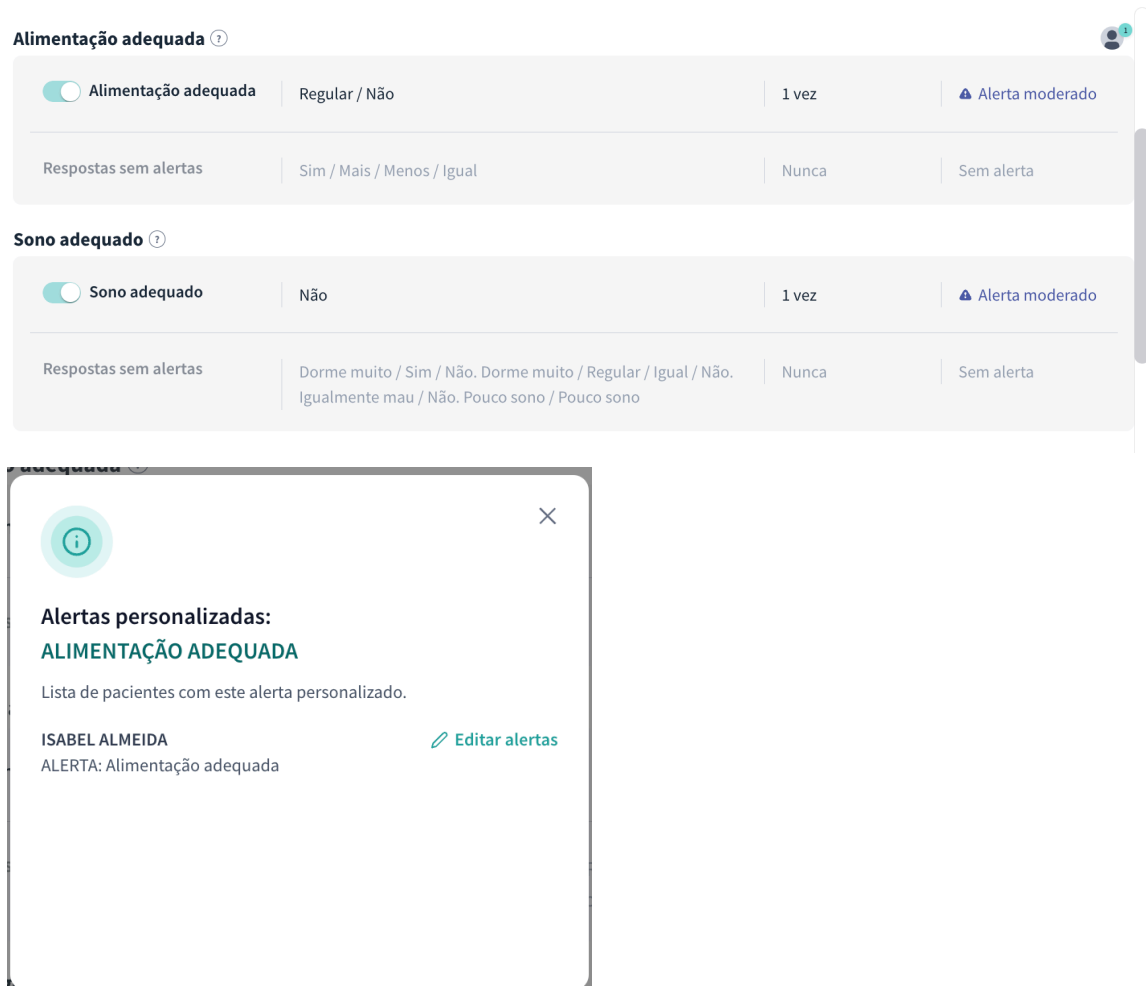 Alimentação adequada ?
1
Alimentação adequada Regular / Não 1 vez Alerta moderado
Respostas sem alertas Sim / Mais / Menos / Igual Nunca Sem alerta
Sono adequado ?
Sono adequado Não 1 vez Alerta moderado
Respostas sem alertas Dorme muito / Sim / Não. Dorme muito / Regular / Igual / Não. Nunca Sem alerta
Igualmente mau / Não. Pouco sono / Pouco sono
Alertas personalizadas:
ALIMENTAÇÃO ADEQUADA
Lista de pacientes com este alerta personalizado.
ISABEL ALMEIDA Editar alertas
ALERTA: Alimentação adequada